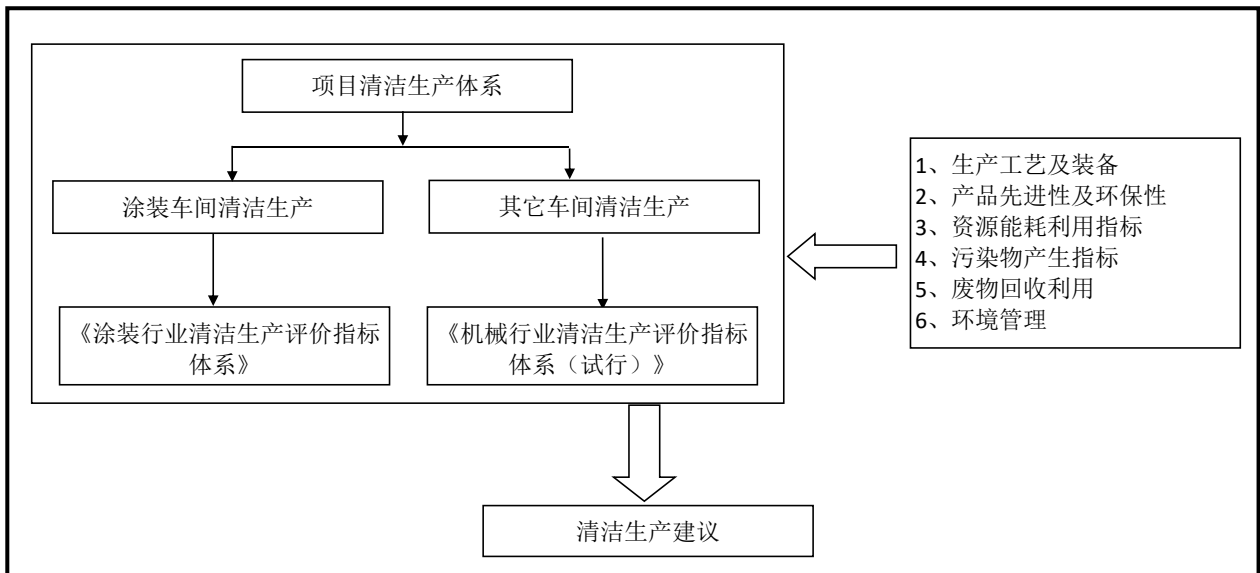 项目清洁生产体系
涂装车间清洁生产
其它车间清洁生产
《涂装行业清洁生产评价指标
体系》
《机械行业清洁生产评价指标
体系（试行）》
1、生产工艺及装备
2、产品先进性及环保性
3、资源能耗利用指标
4、污染物产生指标
5、废物回收利用
6、环境管理
清洁生产建议